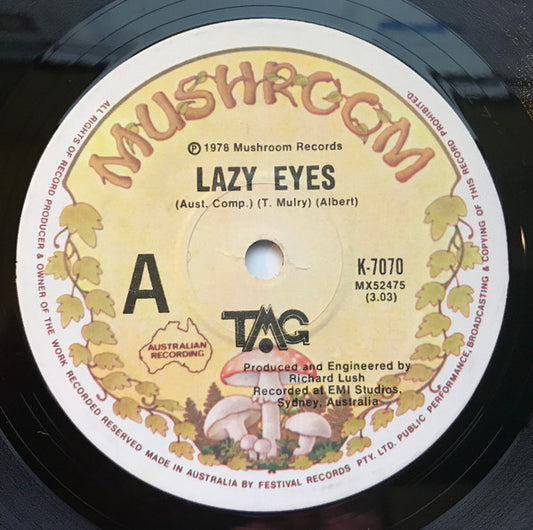 MUSHROOM
℗ 1978 Mushroom Records
LAZY EYES
(Aust. Comp.) (T. Mulry) (Albert)
A
K-7070
MX52475
(3.03)
TMG
AUSTRALIAN
RECORDING
Produced and Engineered by
Richard Lush
Recorded at EMI Studios,
Sydney, Australia
ALL RIGHTS OF RECORD PRODUCER & OWNER OF THE WORK RECORDED RESERVED MADE IN AUSTRALIA BY FESTIVAL RECORDS PTY. LTD. PUBLIC PERFORMANCE, BROADCASTING & COPYING OF THIS RECORD PROHIBITED.